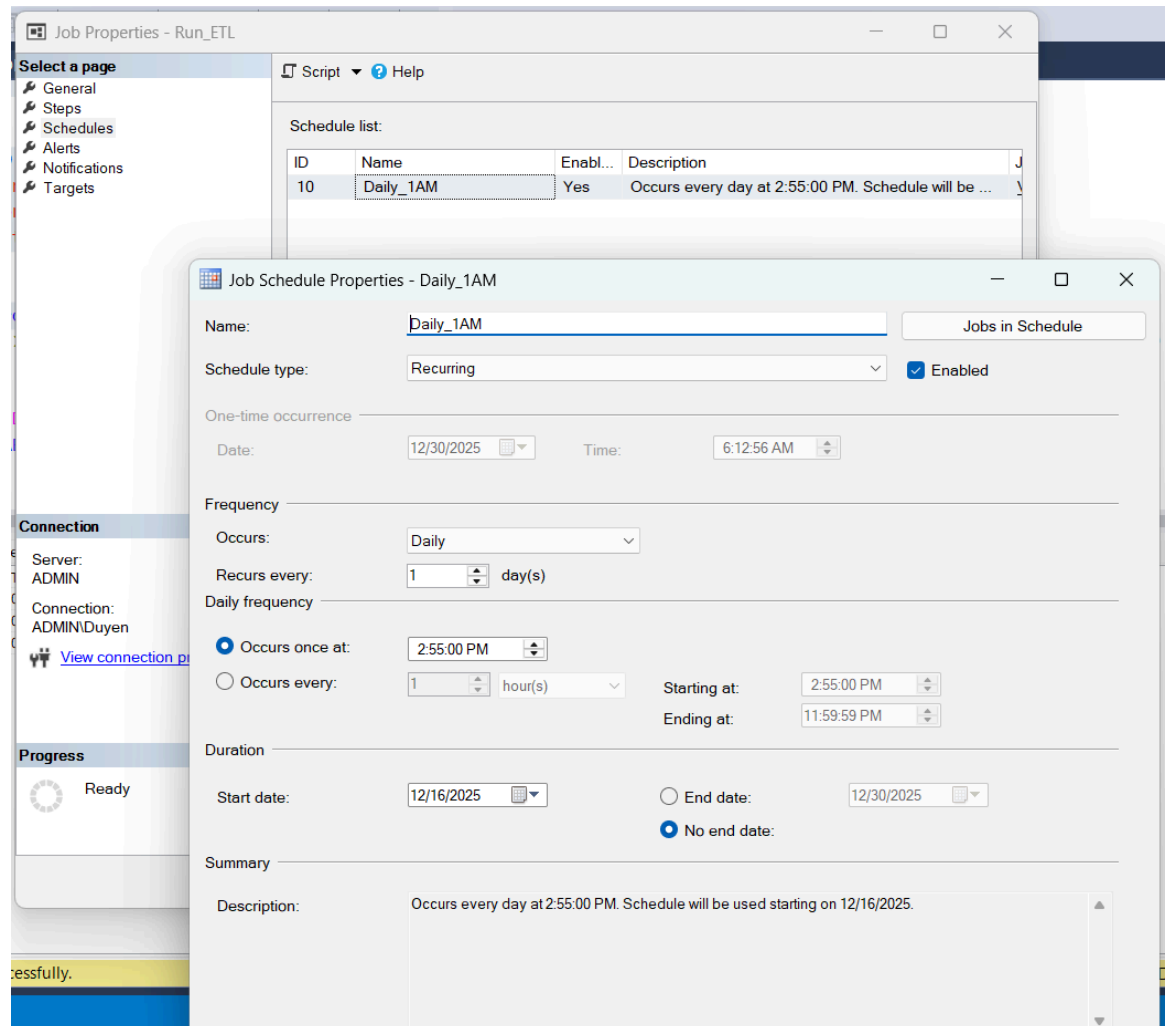 Job Properties - Run_ETL
Select a page
General
Steps
Schedules
Alerts
Notifications
Targets
Script Help
Schedule list:
ID Name Enabl... Description
10 Daily_1AM Yes Occurs every day at 2:55:00 PM. Schedule will be ...
Job Schedule Properties - Daily_1AM
Name: Daily_1AM Jobs in Schedule
Schedule type: Recurring Enabled
One-time occurrence
Date: 12/30/2025 Time: 6:12:56 AM
Frequency
Occurs: Daily
Recurs every: 1 day(s)
Daily frequency
Occurs once at: 2:55:00 PM
Occurs every: 1 hour(s) Starting at: 2:55:00 PM
Ending at: 11:59:59 PM
Duration
Start date: 12/16/2025 End date: 12/30/2025
No end date:
Summary
Description: Occurs every day at 2:55:00 PM. Schedule will be used starting on 12/16/2025.
Connection
Server:
ADMIN
Connection:
ADMIN\Duyen
View connection pr
Progress
Ready
cessfully.